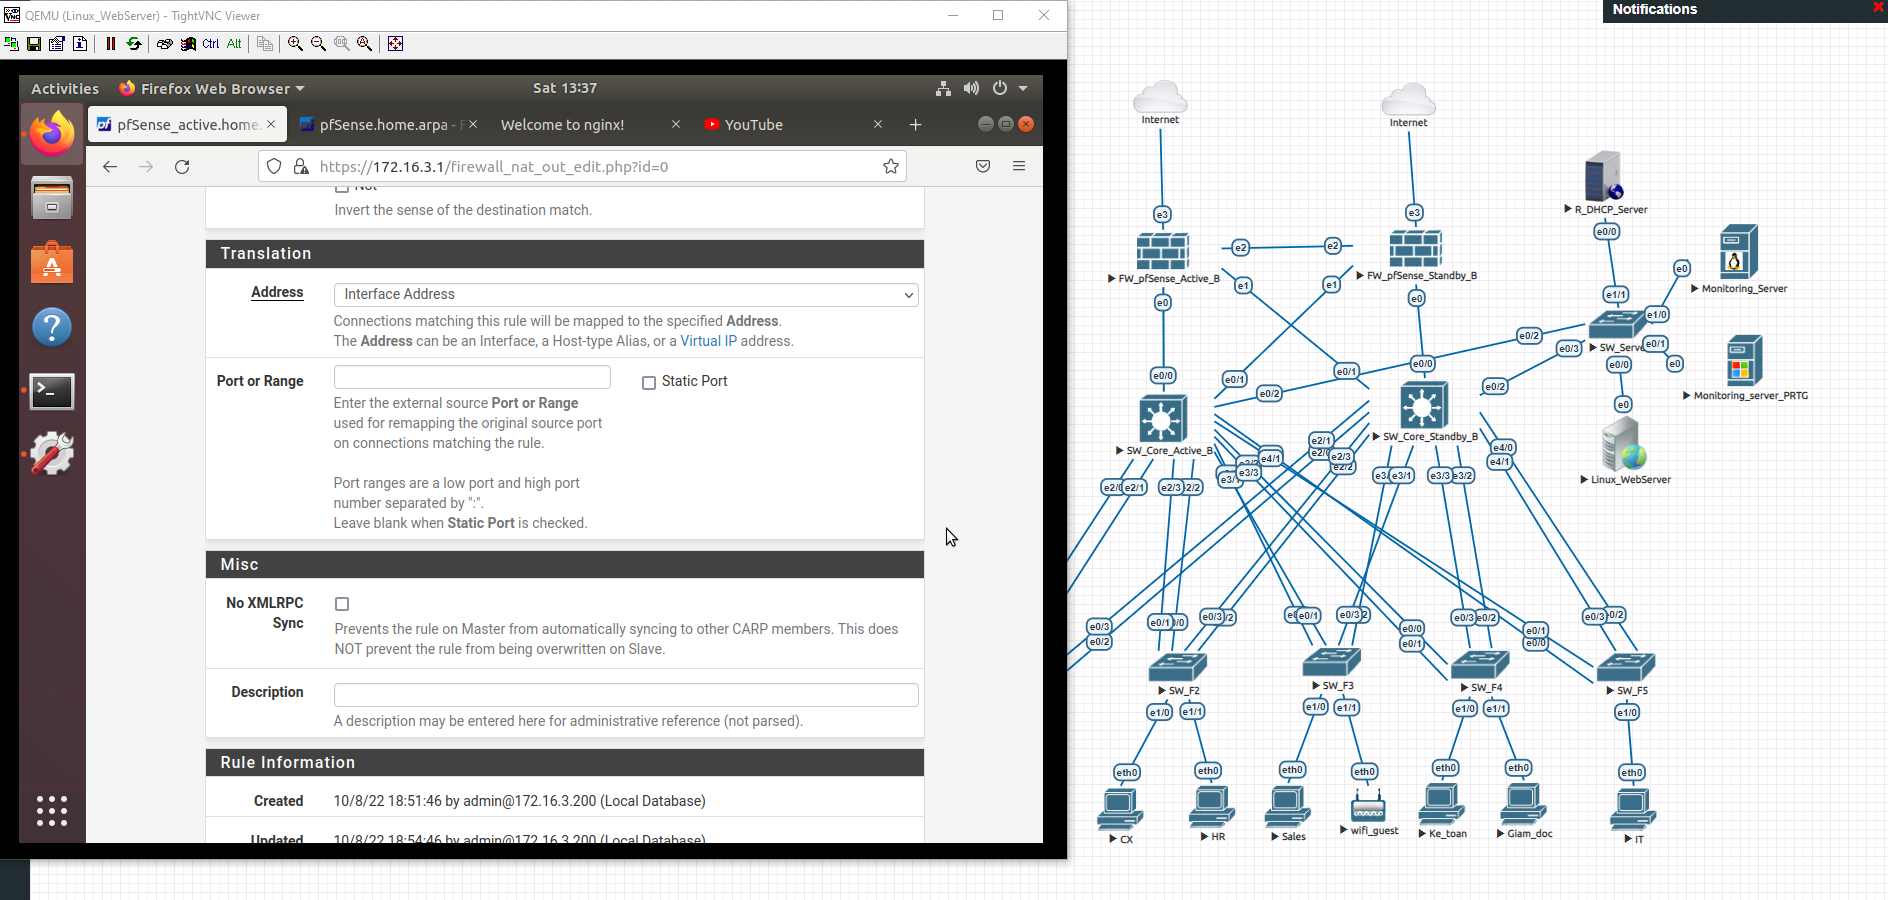 QEMU (Linux_WebServer) - TightVNC Viewer
Ctrl Alt
Activities Firefox Web Browser Sat 13:37
pfSense_active.home. pfSense.home.arpa - Welcome to nginx! YouTube
https://172.16.3.1/firewall_nat_out_edit.php?id=0
Not
Invert the sense of the destination match.
Translation
Address Interface Address
Connections matching this rule will be mapped to the specified Address.
The Address can be an Interface, a Host-type Alias, or a Virtual IP address.
Port or Range Static Port
Enter the external source Port or Range
used for remapping the original source port
on connections matching the rule.
Port ranges are a low port and high port
number separated by ":".
Leave blank when Static Port is checked.
Misc
No XMLRPC
Sync
Prevents the rule on Master from automatically syncing to other CARP members. This does
NOT prevent the rule from being overwritten on Slave.
Description
A description may be entered here for administrative reference (not parsed).
Rule Information
Created 10/8/22 18:51:46 by admin@172.16.3.200 (Local Database)
Updated 10/8/22 18:54:46 by admin@172.16.3.200 (Local Database)
Notifications
Internet Internet
e3 e3
R_DHCP_Server
e0/0
e2 e2
FW_pfSense_Active_B FW_pfSense_Standby_B
e0 e1 e1 e0
e0
Monitoring_Server
e1/1 e1/0
SW_Serve
e0/2 e0/3 e0/1 e0/0 e0
e0/0 e0/1 e0/2 e0/1 e0/0 e0/2
Monitoring_server_PRTG
e0
SW_Core_Active_B SW_Core_Standby_B
Linux_WebServer
e2/1 e2/3 e2/2 e4/0 e4/1
e4/1 e3/3 e3/1
e2/1 e2/3 e3/1 e3/3 e3/2
e0/3 e0/2
e0/1 e0/3 e0/1 e0/3 e0/0 e0/1 e0/3 e0/2 e0/1 e0/0 e0/3
SW_F2 SW_F3 SW_F4 SW_F5
e1/0 e1/1 e1/0 e1/1 e1/0 e1/1 e1/0
eth0 eth0 eth0 eth0 eth0 eth0 eth0
CX HR Sales wifi_guest Ke_toan Giam_doc IT